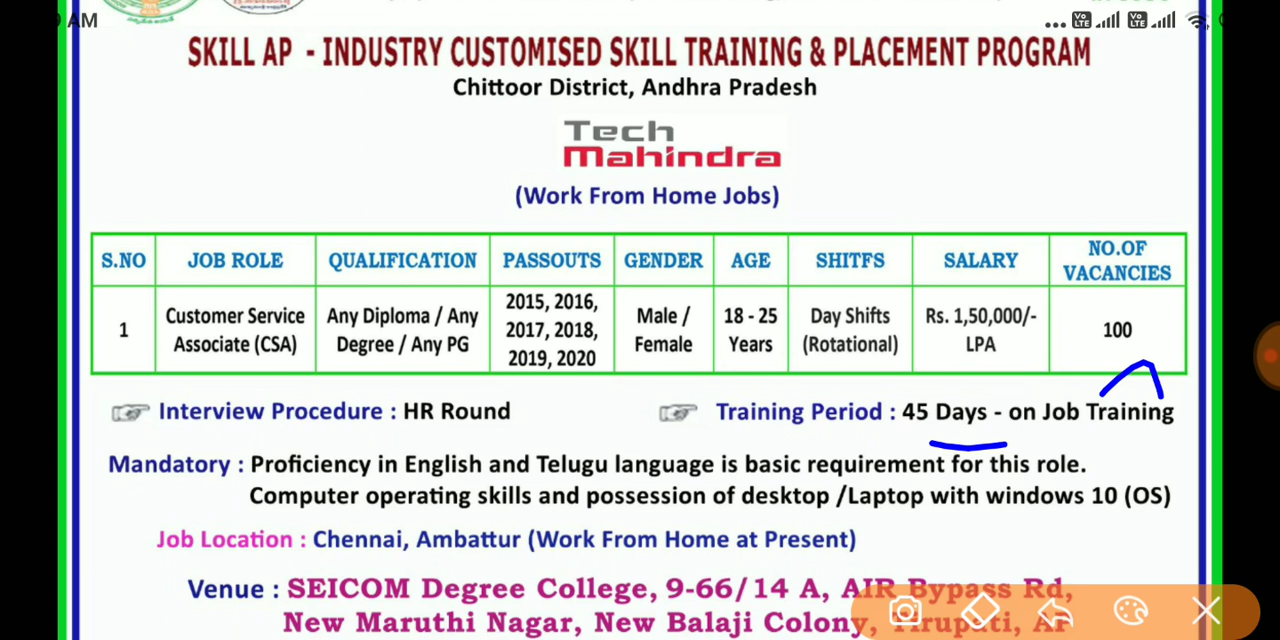 AM
SKILL AP - INDUSTRY CUSTOMISED SKILL TRAINING & PLACEMENT PROGRAM
Chittoor District, Andhra Pradesh
Tech
Mahindra
(Work From Home Jobs)
S.NO JOB ROLE QUALIFICATION PASSOUTS GENDER AGE SHITFS SALARY NO.OF VACANCIES
1 Customer Service Associate (CSA) Any Diploma / Any Degree / Any PG 2015, 2016, 2017, 2018, 2019, 2020 Male / Female 18 - 25 Years Day Shifts (Rotational) Rs. 1,50,000/- LPA 100
Interview Procedure : HR Round Training Period : 45 Days - on Job Training
Mandatory : Proficiency in English and Telugu language is basic requirement for this role.
Computer operating skills and possession of desktop /Laptop with windows 10 (OS)
Job Location : Chennai, Ambattur (Work From Home at Present)
Venue : SEICOM Degree College, 9-66/14 A, AIR Bypass Rd,
New Maruthi Nagar, New Balaji Colony, Tirupati, AP